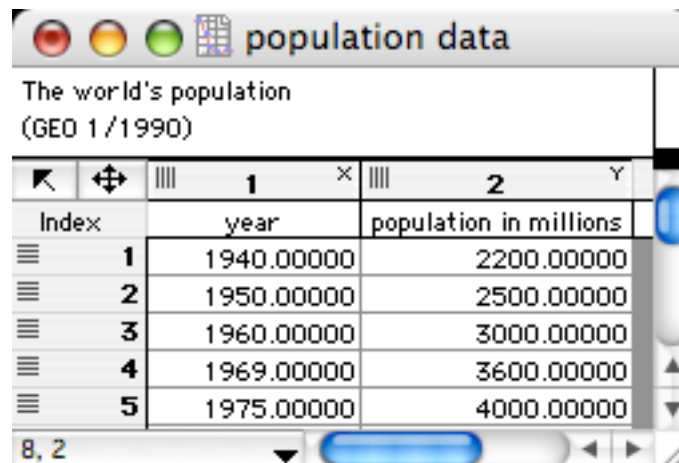 population data
The world's population
(GEO 1/1990)
1 X 2 Y
Index year population in millions
1 1940.00000 2200.00000
2 1950.00000 2500.00000
3 1960.00000 3000.00000
4 1969.00000 3600.00000
5 1975.00000 4000.00000
8, 2